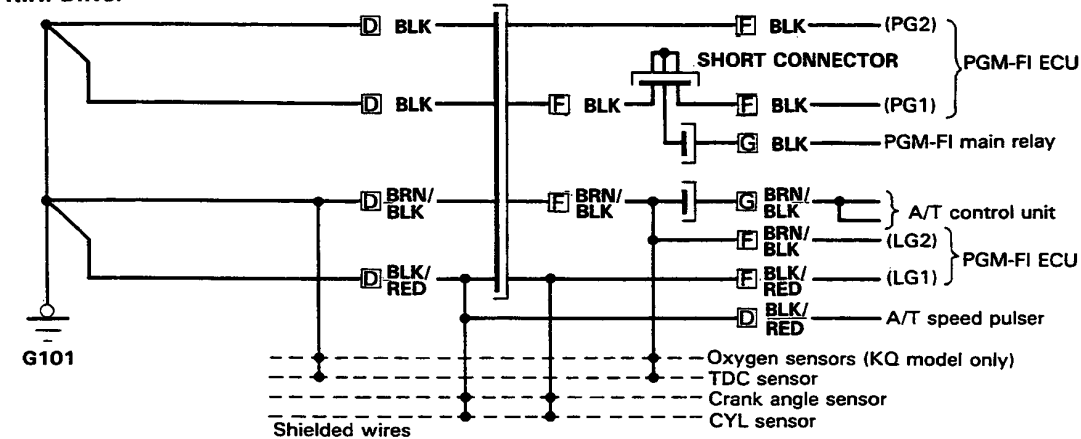 D BLK F BLK (PG2)
SHORT CONNECTOR
PGM-FI ECU
D BLK F BLK F BLK (PG1)
G BLK PGM-FI main relay
D BRN/BLK F BRN/BLK G BRN/BLK
A/T control unit
F BRN/BLK (LG2)
PGM-FI ECU
D BLK/RED F BLK/RED (LG1)
D BLK/RED A/T speed pulser
G101
Oxygen sensors (KQ model only)
TDC sensor
Crank angle sensor
CYL sensor
Shielded wires